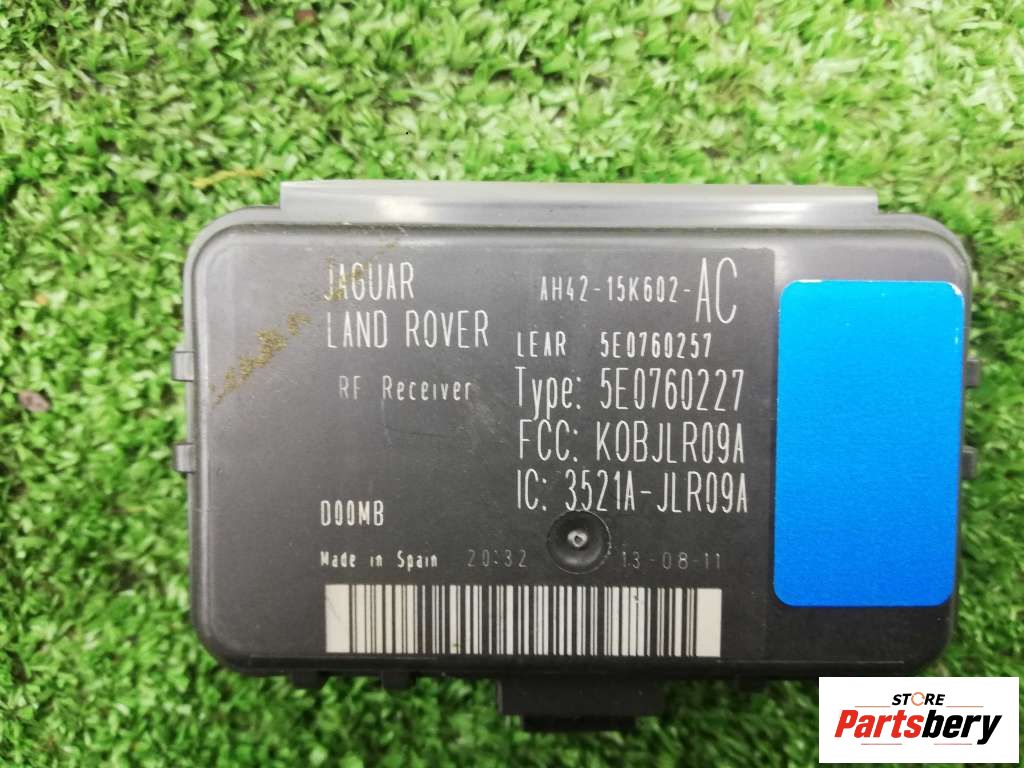 JAGUAR
LAND ROVER
AH42-15K602-AC
LEAR 5E0760257
RF Receiver
Type: 5E0760227
FCC: KOBJLR09A
IC: 3521A-JLR09A
D00MB
Made in Spain 20:32 13-08-11
STORE
Partsbery